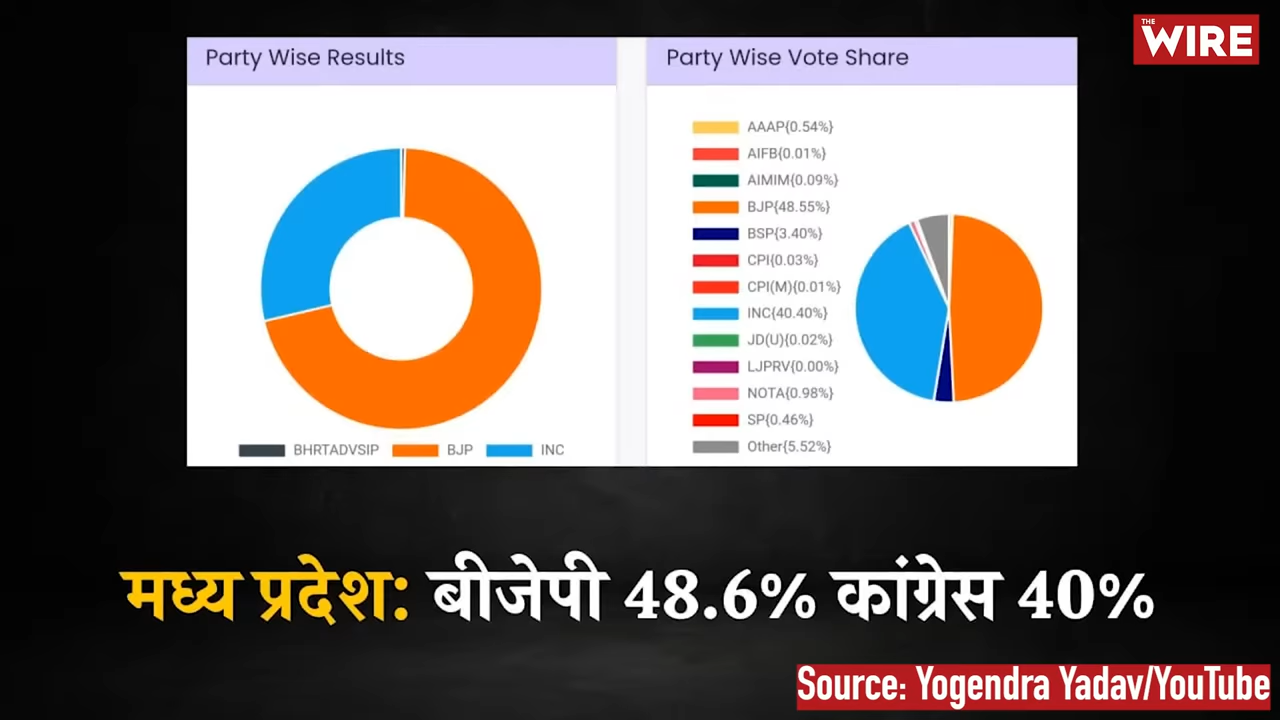 THE
WIRE
Party Wise Results
BHRTADVSIP BJP INC
Party Wise Vote Share
AAAP{0.54%}
AIFB{0.01%}
AIMIM{0.09%}
BJP{48.55%}
BSP{3.40%}
CPI{0.03%}
CPI(M){0.01%}
INC{40.40%}
JD(U){0.02%}
LJPRV{0.00%}
NOTA{0.98%}
SP{0.46%}
Other{5.52%}
मध्य प्रदेश: बीजेपी 48.6% कांग्रेस 40%
Source: Yogendra Yadav/YouTube